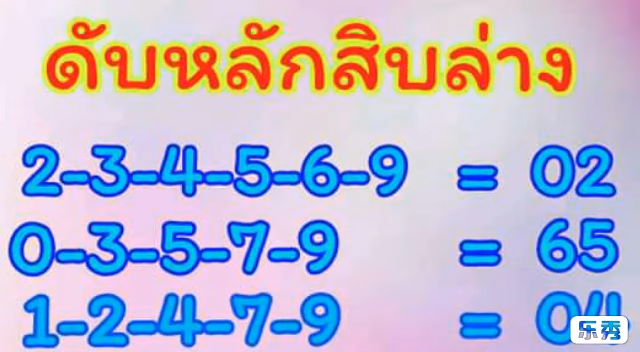 ดับหลักสิบล่าง
2-3-4-5-6-9 = 02
0-3-5-7-9 = 65
1-2-4-7-9 = 04
乐秀